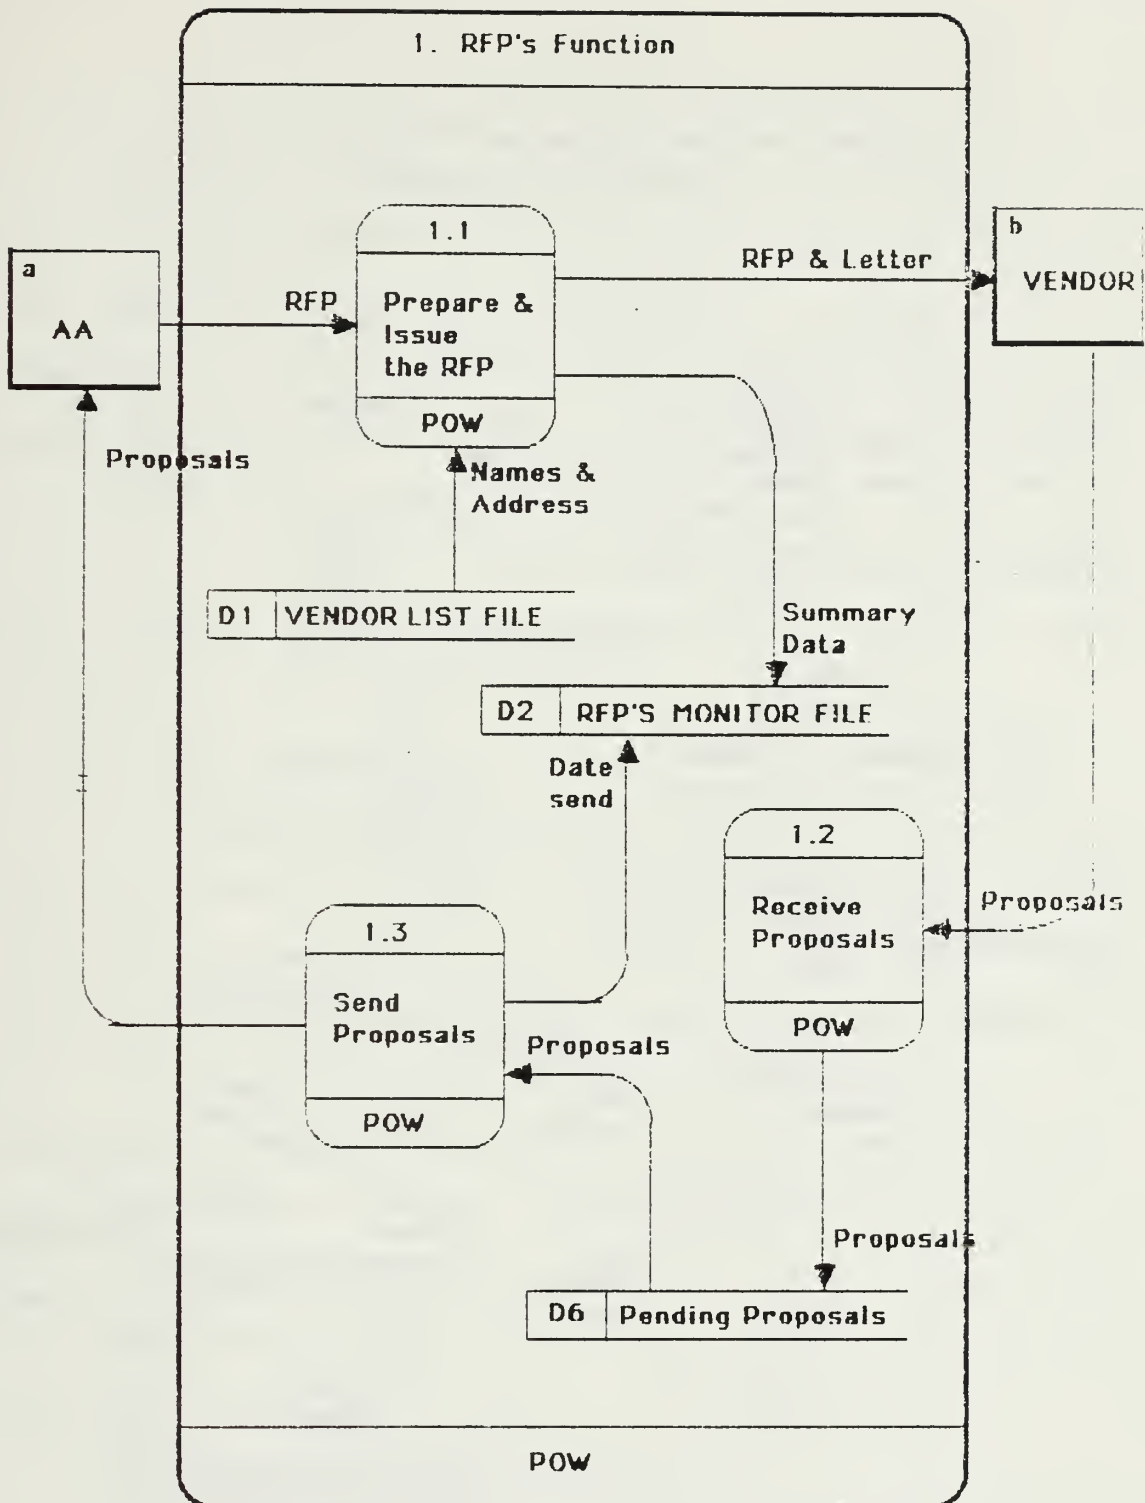 1. RFP's Function
a
AA
RFP
1.1
Prepare &
Issue
the RFP
POW
RFP & Letter
b
VENDOR
Proposals
Names &
Address
D1 VENDOR LIST FILE
Summary
Data
D2 RFP'S MONITOR FILE
Date
send
1.2
Receive
Proposals
POW
Proposals
1.3
Send
Proposals
POW
Proposals
Proposals
D6 Pending Proposals
POW